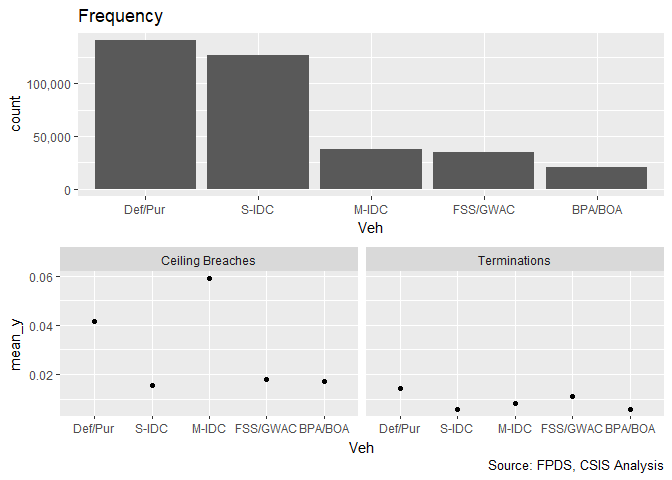 Frequency
count
100,000
50,000
0
Def/Pur S-IDC M-IDC FSS/GWAC BPA/BOA
Veh
Ceiling Breaches Terminations
mean_y
0.06
0.04
0.02
Def/Pur S-IDC M-IDC FSS/GWAC BPA/BOA Def/Pur S-IDC M-IDC FSS/GWAC BPA/BOA
Veh
Source: FPDS, CSIS Analysis